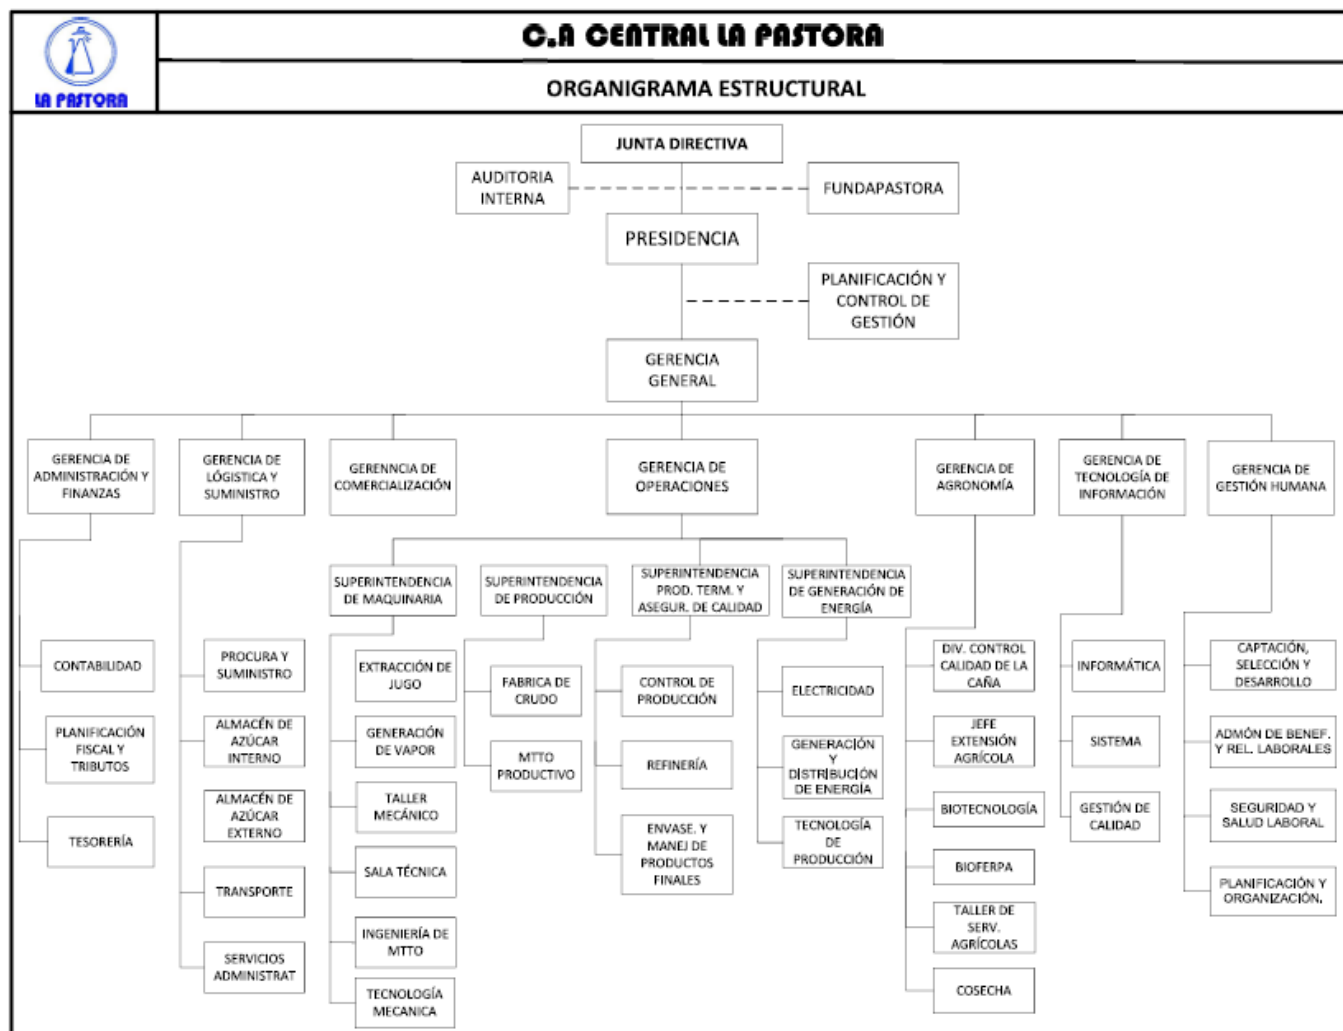 LA PASTORA
C.A CENTRAL LA PASTORA
ORGANIGRAMA ESTRUCTURAL
JUNTA DIRECTIVA
AUDITORIA
INTERNA
FUNDAPASTORA
PRESIDENCIA
PLANIFICACIÓN Y
CONTROL DE
GESTIÓN
GERENCIA
GENERAL
GERENCIA DE
ADMINISTRACIÓN Y
FINANZAS
GERENCIA DE
LÓGISTICA Y
SUMINISTRO
GERENNCIA DE
COMERCIALIZACIÓN
GERENCIA DE
OPERACIONES
GERENCIA DE
AGRONOMÍA
GERENCIA DE
TECNOLOGÍA DE
INFORMACIÓN
GERENCIA DE
GESTIÓN HUMANA
SUPERINTENDENCIA
DE MAQUINARIA
SUPERINTENDENCIA
DE PRODUCCIÓN
SUPERINTENDENCIA
PROD. TERM. Y
ASEGUR. DE CALIDAD
SUPERINTENDENCIA
DE GENERACIÓN DE
ENERGÍA
CONTABILIDAD
PLANIFICACIÓN
FISCAL Y
TRIBUTOS
TESORERÍA
PROCURA Y
SUMINISTRO
ALMACÉN DE
AZÚCAR
INTERNO
ALMACÉN DE
AZÚCAR
EXTERNO
TRANSPORTE
SERVICIOS
ADMINISTRAT
EXTRACCIÓN DE
JUGO
GENERACIÓN
DE VAPOR
TALLER
MECÁNICO
SALA TÉCNICA
INGENIERÍA DE
MTTO
TECNOLOGÍA
MECANICA
FABRICA DE
CRUDO
MTTO
PRODUCTIVO
CONTROL DE
PRODUCCIÓN
REFINERÍA
ENVASE. Y
MANEJ DE
PRODUCTOS
FINALES
ELECTRICIDAD
GENERACIÓN
Y
DISTRIBUCIÓN
DE ENERGÍA
TECNOLOGÍA
DE
PRODUCCIÓN
DIV. CONTROL
CALIDAD DE LA
CAÑA
JEFE
EXTENSIÓN
AGRÍCOLA
BIOTECNOLOGÍA
BIOFERPA
TALLER DE
SERV.
AGRÍCOLAS
COSECHA
INFORMÁTICA
SISTEMA
GESTIÓN DE
CALIDAD
CAPTACIÓN,
SELECCIÓN Y
DESARROLLO
ADMÓN DE BENEF.
Y REL. LABORALES
SEGURIDAD Y
SALUD LABORAL
PLANIFICACIÓN Y
ORGANIZACIÓN.